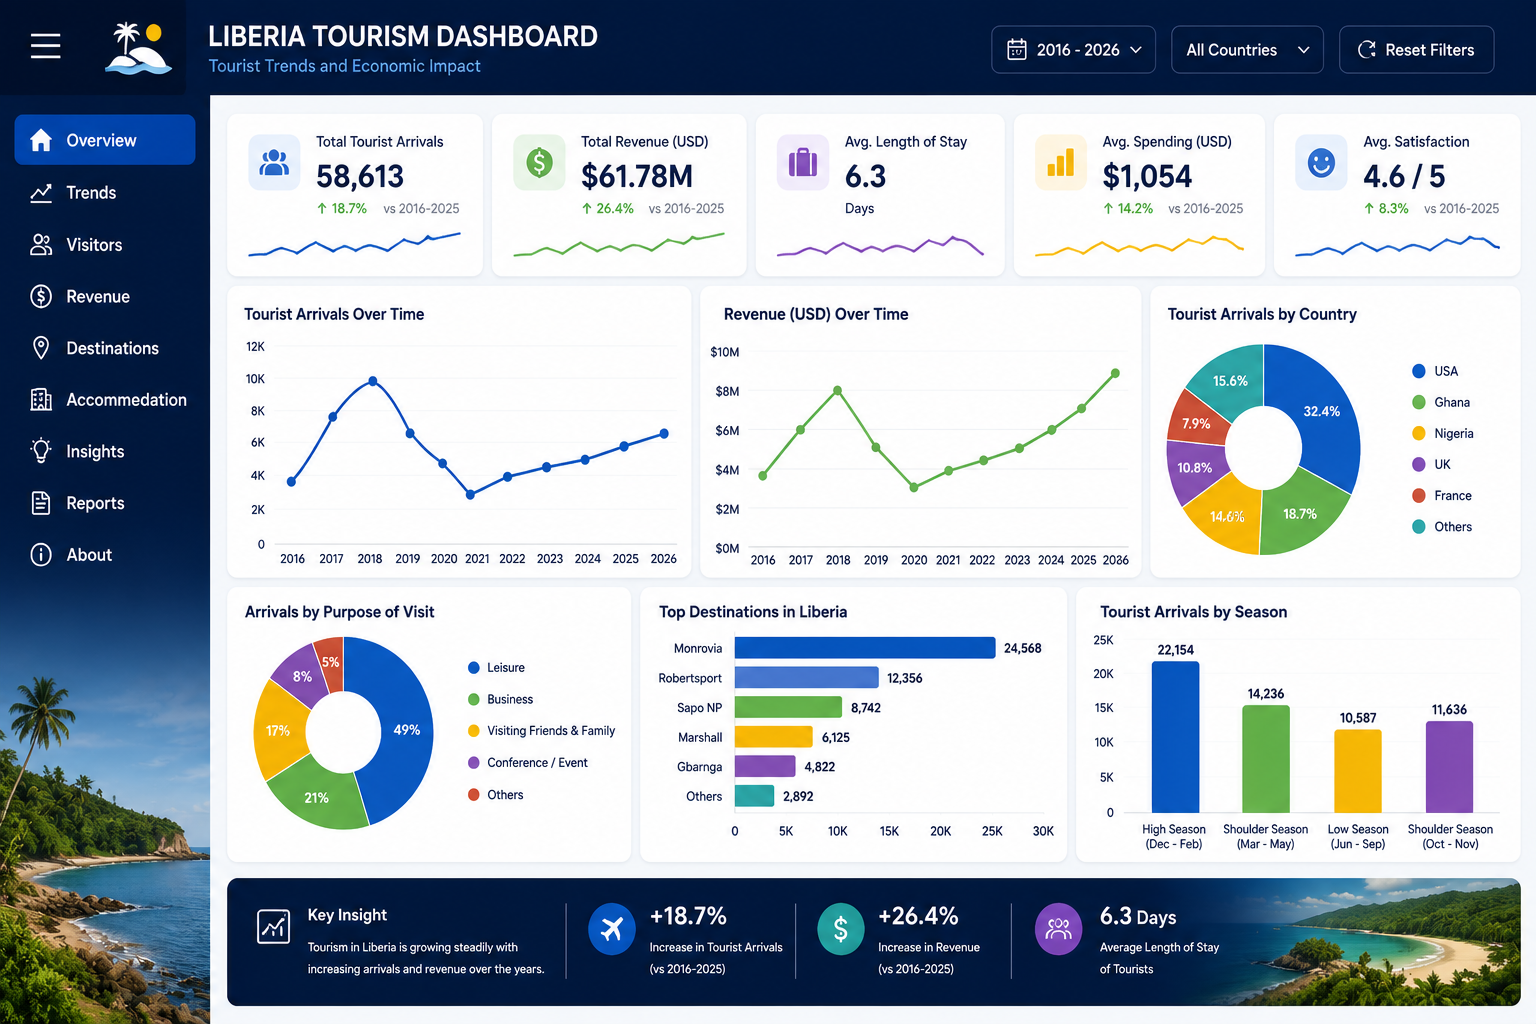 LIBERIA TOURISM DASHBOARD
Tourist Trends and Economic Impact
2016 - 2026
All Countries
Reset Filters
Overview
Trends
Visitors
Revenue
Destinations
Accommedation
Insights
Reports
About
Total Tourist Arrivals
58,613
↑ 18.7% vs 2016-2025
Total Revenue (USD)
$61.78M
↑ 26.4% vs 2016-2025
Avg. Length of Stay
6.3
Days
Avg. Spending (USD)
$1,054
↑ 14.2% vs 2016-2025
Avg. Satisfaction
4.6 / 5
↑ 8.3% vs 2016-2025
Tourist Arrivals Over Time
12K
10K
8K
6K
4K
2K
0
2016 2017 2018 2019 2020 2021 2022 2023 2024 2025 2026
Revenue (USD) Over Time
$10M
$8M
$6M
$4M
$2M
$0M
2016 2017 2018 2019 2020 2021 2022 2023 2024 2025 2026
Tourist Arrivals by Country
15.6%
32.4%
7.9%
10.8%
14.6%
18.7%
USA
Ghana
Nigeria
UK
France
Others
Arrivals by Purpose of Visit
5%
8%
17%
49%
21%
Leisure
Business
Visiting Friends & Family
Conference / Event
Others
Top Destinations in Liberia
Monrovia 24,568
Robertsport 12,356
Sapo NP 8,742
Marshall 6,125
Gbarnga 4,822
Others 2,892
0 5K 10K 15K 20K 25K 30K
Tourist Arrivals by Season
25K
20K
15K
10K
5K
0
22,154
14,236
10,587
11,636
High Season Shoulder Season Low Season Shoulder Season
(Dec - Feb) (Mar - May) (Jun - Sep) (Oct - Nov)
Key Insight
Tourism in Liberia is growing steadily with
increasing arrivals and revenue over the years.
+18.7%
Increase in Tourist Arrivals
(vs 2016-2025)
+26.4%
Increase in Revenue
(vs 2016-2025)
6.3 Days
Average Length of Stay
of Tourists